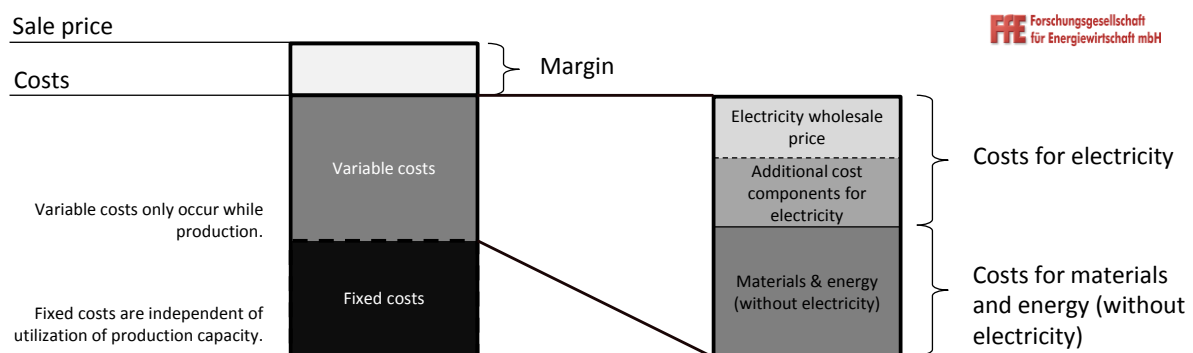 Sale price
Costs
Variable costs only occur while
production.
Fixed costs are independent of
utilization of production capacity.
Variable costs
Fixed costs
Margin
Electricity wholesale
price
Additional cost
components for
electricity
Materials & energy
(without electricity)
Costs for electricity
Costs for materials
and energy (without
electricity)
FfE Forschungsgesellschaft
für Energiewirtschaft mbH